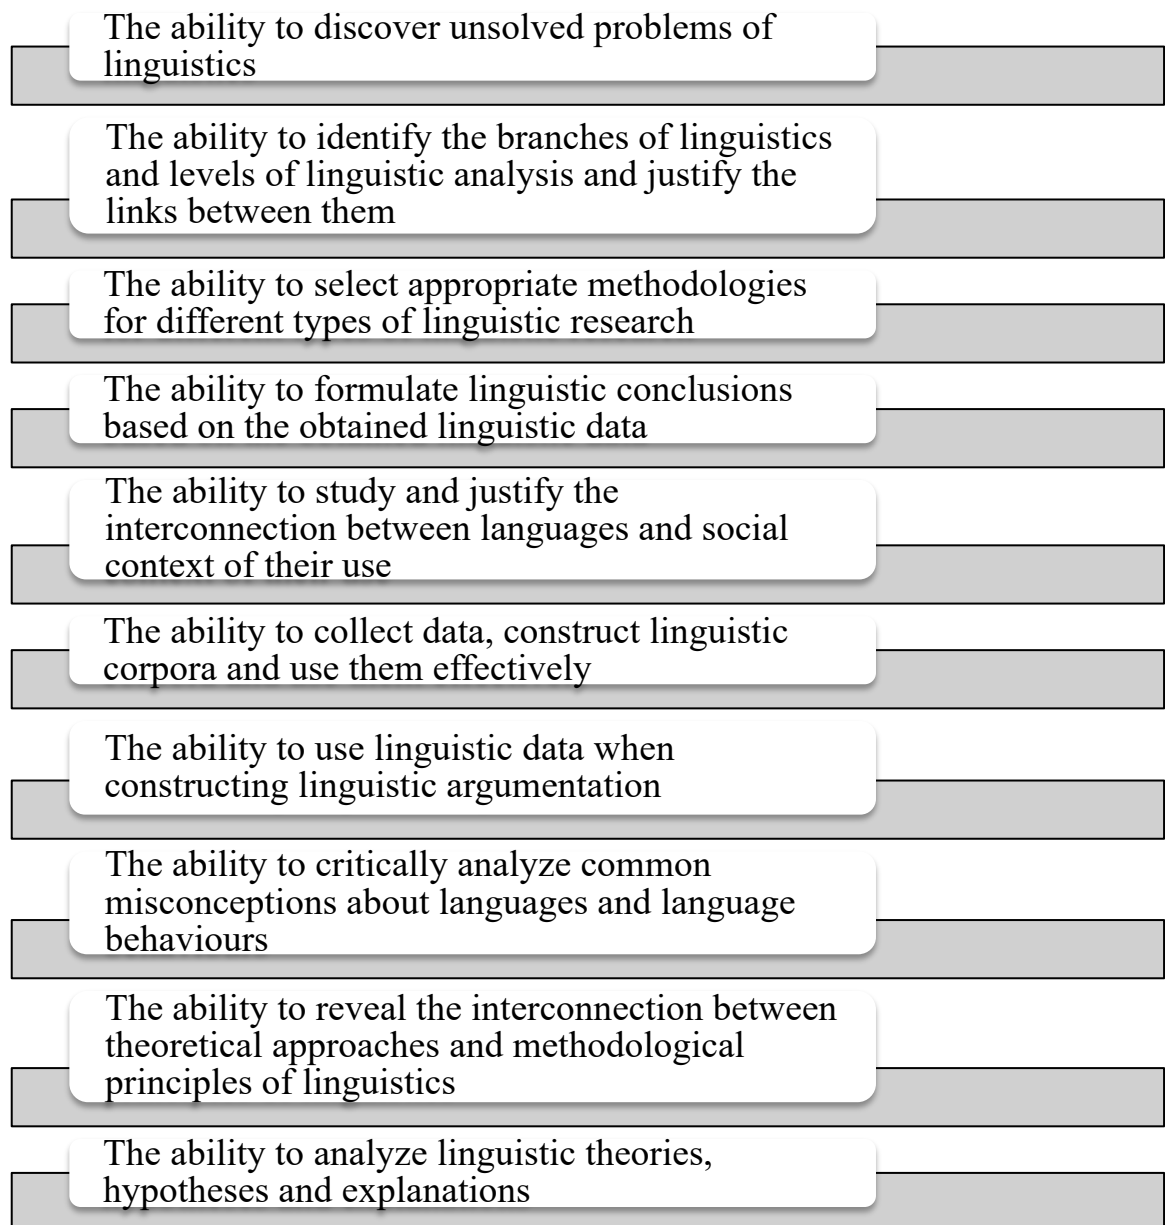 The ability to discover unsolved problems of
linguistics
The ability to identify the branches of linguistics
and levels of linguistic analysis and justify the
links between them
The ability to select appropriate methodologies
for different types of linguistic research
The ability to formulate linguistic conclusions
based on the obtained linguistic data
The ability to study and justify the
interconnection between languages and social
context of their use
The ability to collect data, construct linguistic
corpora and use them effectively
The ability to use linguistic data when
constructing linguistic argumentation
The ability to critically analyze common
misconceptions about languages and language
behaviours
The ability to reveal the interconnection between
theoretical approaches and methodological
principles of linguistics
The ability to analyze linguistic theories,
hypotheses and explanations